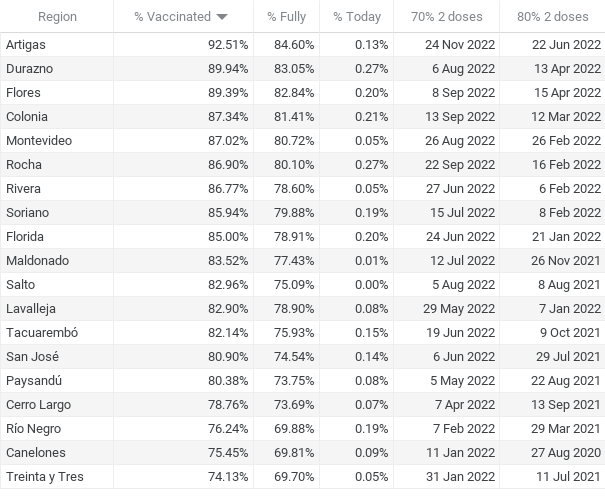 Region % Vaccinated % Fully % Today 70% 2 doses 80% 2 doses
Artigas 92.51% 84.60% 0.13% 24 Nov 2022 22 Jun 2022
Durazno 89.94% 83.05% 0.27% 6 Aug 2022 13 Apr 2022
Flores 89.39% 82.84% 0.20% 8 Sep 2022 15 Apr 2022
Colonia 87.34% 81.41% 0.21% 13 Sep 2022 12 Mar 2022
Montevideo 87.02% 80.72% 0.05% 26 Aug 2022 26 Feb 2022
Rocha 86.90% 80.10% 0.27% 22 Sep 2022 16 Feb 2022
Rivera 86.77% 78.60% 0.05% 27 Jun 2022 6 Feb 2022
Soriano 85.94% 79.88% 0.19% 15 Jul 2022 8 Feb 2022
Florida 85.00% 78.91% 0.20% 24 Jun 2022 21 Jan 2022
Maldonado 83.52% 77.43% 0.01% 12 Jul 2022 26 Nov 2021
Salto 82.96% 75.09% 0.00% 5 Aug 2022 8 Aug 2021
Lavalleja 82.90% 78.90% 0.08% 29 May 2022 7 Jan 2022
Tacuarembó 82.14% 75.93% 0.15% 19 Jun 2022 9 Oct 2021
San José 80.90% 74.54% 0.14% 6 Jun 2022 29 Jul 2021
Paysandú 80.38% 73.75% 0.08% 5 May 2022 22 Aug 2021
Cerro Largo 78.76% 73.69% 0.07% 7 Apr 2022 13 Sep 2021
Río Negro 76.24% 69.88% 0.19% 7 Feb 2022 29 Mar 2021
Canelones 75.45% 69.81% 0.09% 11 Jan 2022 27 Aug 2020
Treinta y Tres 74.13% 69.70% 0.05% 31 Jan 2022 11 Jul 2021